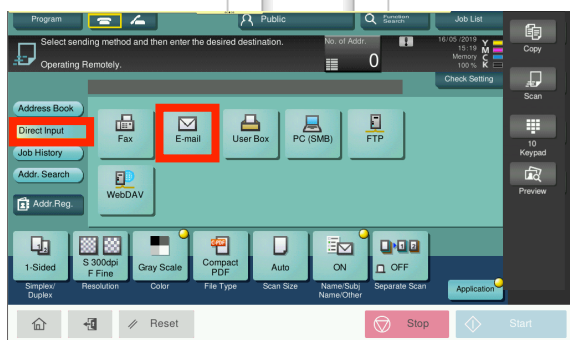 Program
Public
Function Search
Job List
Select sending method and then enter the desired destination.
No. of Addr.
16/05 /2019
15:19
Memory
100 %
Y
M
C
K
Operating Remotely.
0
Check Setting
Copy
Scan
10 Keypad
Preview
Address Book
Direct Input
Job History
Addr. Search
Addr.Reg.
Fax
E-mail
User Box
PC (SMB)
FTP
WebDAV
1-Sided
S 300dpi
F Fine
Gray Scale
cPDF
Compact
PDF
Auto
ON
OFF
Simplex/
Duplex
Resolution
Color
File Type
Scan Size
Name/Subj
Name/Other
Separate Scan
Application
Reset
Stop
Start